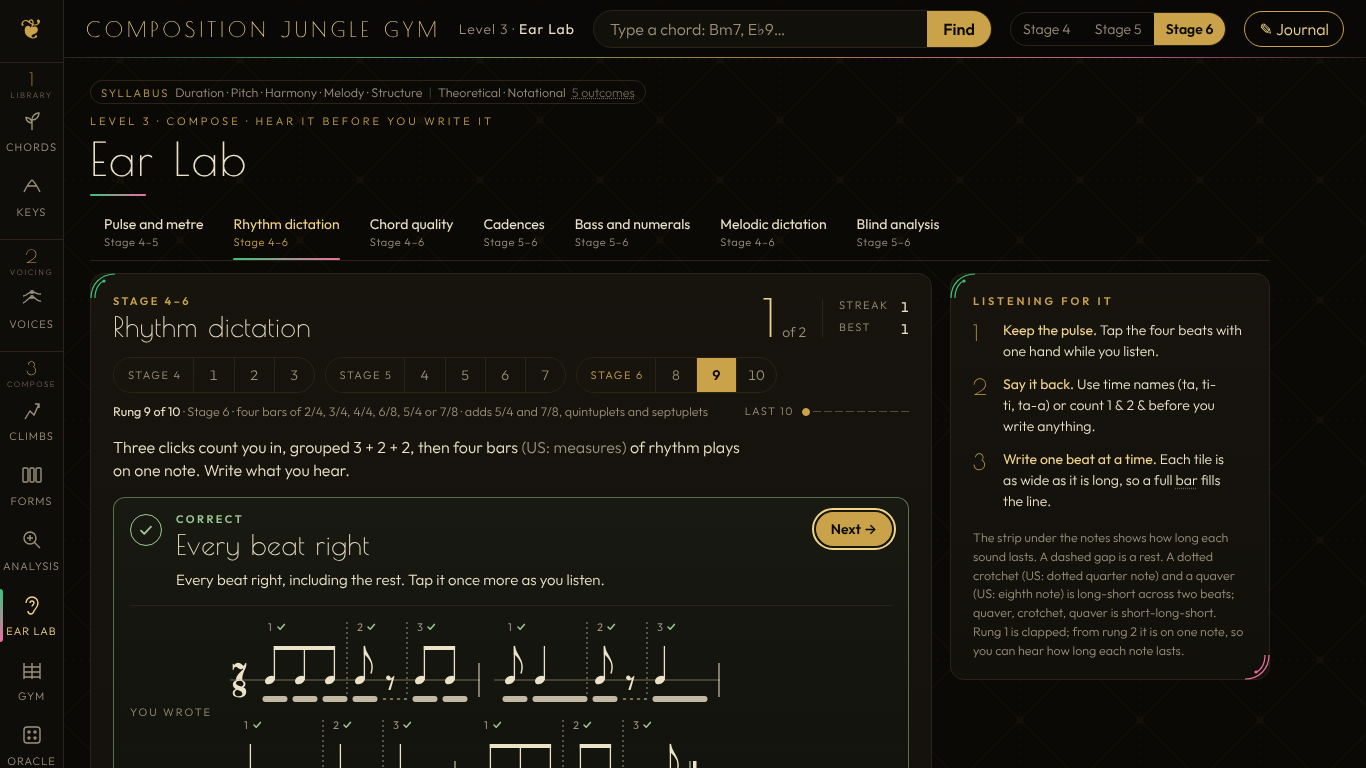 COMPOSITION JUNGLE GYM
Level 3 · Ear Lab
Type a chord: Bm7, E♭9...
Find
Stage 4
Stage 5
Stage 6
✎ Journal
1
LIBRARY
CHORDS
KEYS
2
VOICING
VOICES
3
COMPOSE
CLIMBS
FORMS
ANALYSIS
EAR LAB
GYM
ORACLE
SYLLABUS Duration · Pitch · Harmony · Melody · Structure | Theoretical · Notational 5 outcomes
LEVEL 3 · COMPOSE · HEAR IT BEFORE YOU WRITE IT
Ear Lab
Pulse and metre
Stage 4–5
Rhythm dictation
Stage 4–6
Chord quality
Stage 4–6
Cadences
Stage 5–6
Bass and numerals
Stage 5–6
Melodic dictation
Stage 4–6
Blind analysis
Stage 5–6
STAGE 4–6
Rhythm dictation
1 of 2
STREAK 1
BEST 1
STAGE 4 1 2 3
STAGE 5 4 5 6 7
STAGE 6 8 9 10
Rung 9 of 10 · Stage 6 · four bars of 2/4, 3/4, 4/4, 6/8, 5/4 or 7/8 · adds 5/4 and 7/8, quintuplets and septuplets
LAST 10
Three clicks count you in, grouped 3 + 2 + 2, then four bars (US: measures) of rhythm plays
on one note. Write what you hear.
CORRECT
Every beat right
Every beat right, including the rest. Tap it once more as you listen.
Next →
1 ✓ 2 ✓ 3 ✓ 1 ✓ 2 ✓ 3 ✓
7
8
YOU WROTE
1 ✓ 2 ✓ 3 ✓ 1 ✓ 2 ✓ 3 ✓
LISTENING FOR IT
1 Keep the pulse. Tap the four beats with
one hand while you listen.
2 Say it back. Use time names (ta, ti-
ti, ta-a) or count 1 & 2 & before you
write anything.
3 Write one beat at a time. Each tile is
as wide as it is long, so a full bar fills
the line.
The strip under the notes shows how long each
sound lasts. A dashed gap is a rest. A dotted
crotchet (US: dotted quarter note) and a quaver
(US: eighth note) is long-short across two beats;
quaver, crotchet, quaver is short-long-short.
Rung 1 is clapped; from rung 2 it is on one note, so
you can hear how long each note lasts.